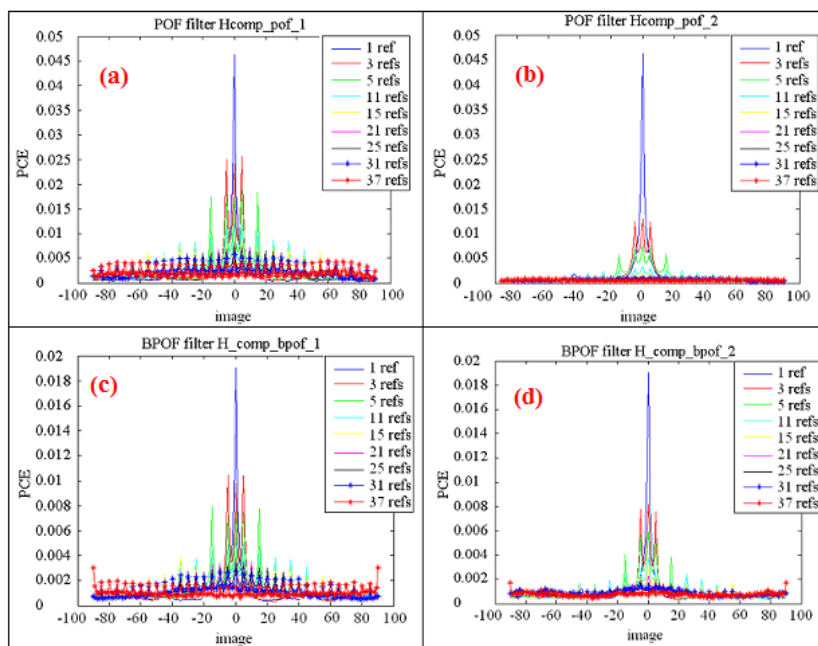 POF filter Hcomp_pof_1
(a)
0.05
0.045
0.04
0.035
0.03
0.025
0.02
0.015
0.01
0.005
0
PCE
-100 -80 -60 -40 -20 0 20 40 60 80 100
image
1 ref
3 refs
5 refs
11 refs
15 refs
21 refs
25 refs
31 refs
37 refs
POF filter Hcomp_pof_2
(b)
0.05
0.045
0.04
0.035
0.03
0.025
0.02
0.015
0.01
0.005
0
PCE
-100 -80 -60 -40 -20 0 20 40 60 80 100
image
1 ref
3 refs
5 refs
11 refs
15 refs
21 refs
25 refs
31 refs
37 refs
BPOF filter H_comp_bpof_1
(c)
0.02
0.018
0.016
0.014
0.012
0.01
0.008
0.006
0.004
0.002
0
PCE
-100 -80 -60 -40 -20 0 20 40 60 80 100
image
1 ref
3 refs
5 refs
11 refs
15 refs
21 refs
25 refs
31 refs
37 refs
BPOF filter H_comp_bpof_2
(d)
0.02
0.018
0.016
0.014
0.012
0.01
0.008
0.006
0.004
0.002
0
PCE
-100 -80 -60 -40 -20 0 20 40 60 80 100
image
1 ref
3 refs
5 refs
11 refs
15 refs
21 refs
25 refs
31 refs
37 refs